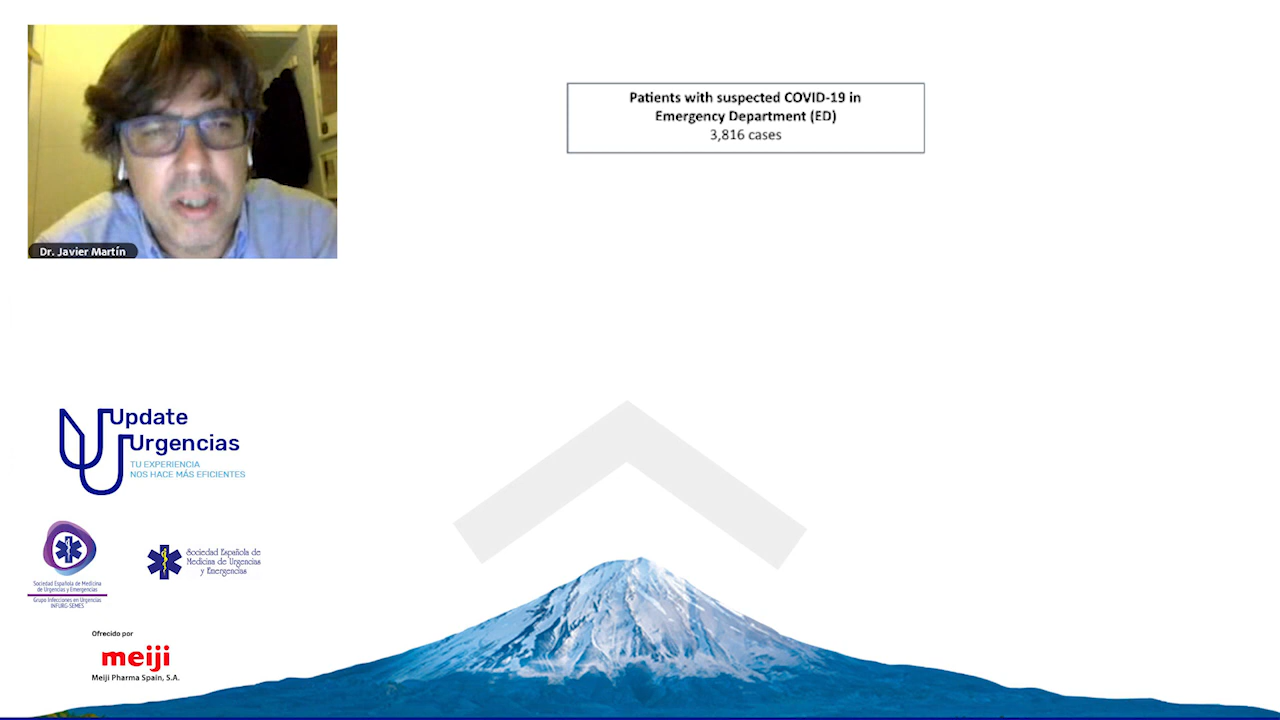 Patients with suspected COVID-19 in
Emergency Department (ED)
3,816 cases
Dr. Javier Martín
Update
Urgencias
TU EXPERIENCIA
NOS HACE MÁS EFICIENTES
Sociedad Española de Medicina
de Urgencias y Emergencias
Grupo Infecciones en Urgencias
INFURG-SEMES
Sociedad Española de
Medicina de Urgencias
y Emergencias
Ofrecido por
meiji
Meiji Pharma Spain, S.A.